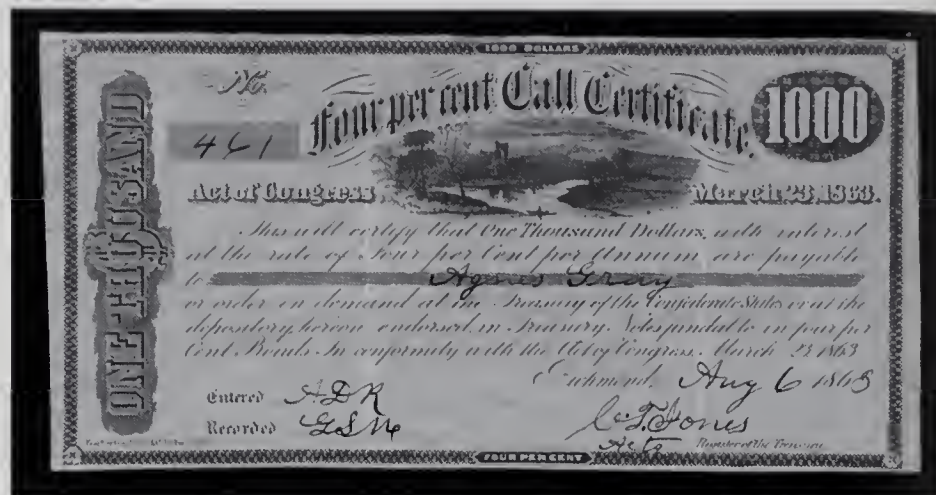 1000 DOLLARS
No.
461
Four per cent Call Certificate.
1000
ONE THOUSAND
Act of Congress March 23, 1863.
This will certify that One Thousand Dollars, with interest
at the rate of Four per Cent per Annum are payable
to Agnes Gray
or order on demand at the Treasury of the Confederate States or at the
depository hereon endorsed in Treasury Notes fundable in four per
Cent Bonds. In conformity with the Act of Congress, March 23, 1863
Richmond, Aug 6 1863
Entered ADR
Recorded
C. T. Jones
Actg Register of the Treasury
FOUR PER CENT